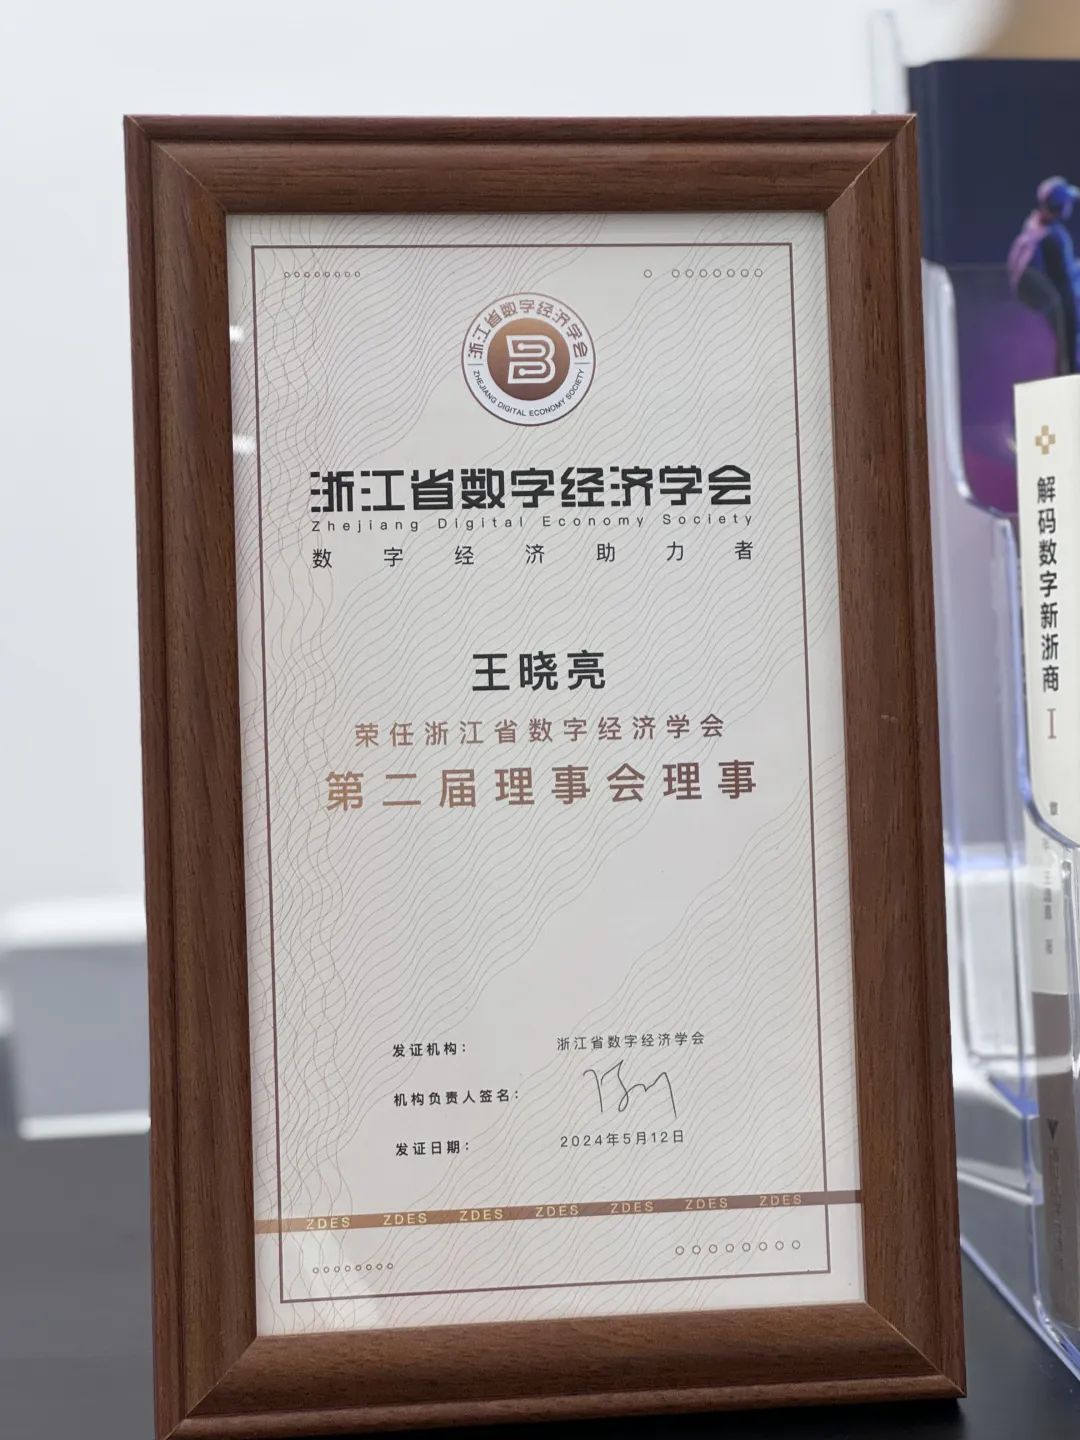 浙江省数字经济学会
ZHEJIANG DIGITAL ECONOMY SOCIETY
浙江省数字经济学会
Zhejiang Digital Economy Society
数字经济助力者
王晓亮
荣任浙江省数字经济学会
第二届理事会理事
发证机构：
浙江省数字经济学会
机构负责人签名：
发证日期：
2024年5月12日
ZDES ZDES ZDES ZDES ZDES ZDES ZDES
解码数字新浙商 I